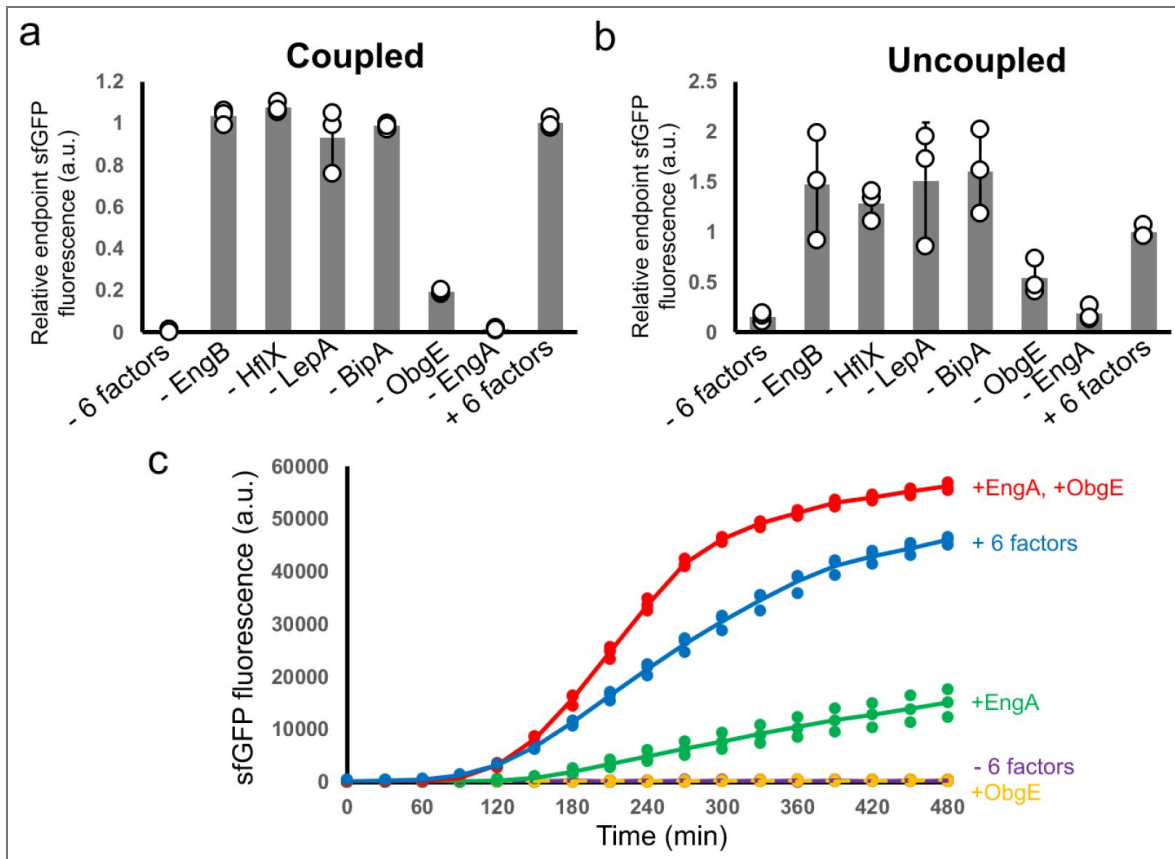 a
Coupled
Relative endpoint sfGFP
fluorescence (a.u.)
1.2
1
0.8
0.6
0.4
0.2
0
- 6 factors
- EngB
- HflX
- LepA
- BipA
- ObgE
- EngA
+ 6 factors
b
Uncoupled
Relative endpoint sfGFP
fluorescence (a.u.)
2.5
2
1.5
1
0.5
0
- 6 factors
- EngB
- HflX
- LepA
- BipA
- ObgE
- EngA
+ 6 factors
c
sfGFP fluorescence (a.u.)
60000
50000
40000
30000
20000
10000
0
+EngA, +ObgE
+ 6 factors
+EngA
- 6 factors
+ObgE
0 60 120 180 240 300 360 420 480
Time (min)